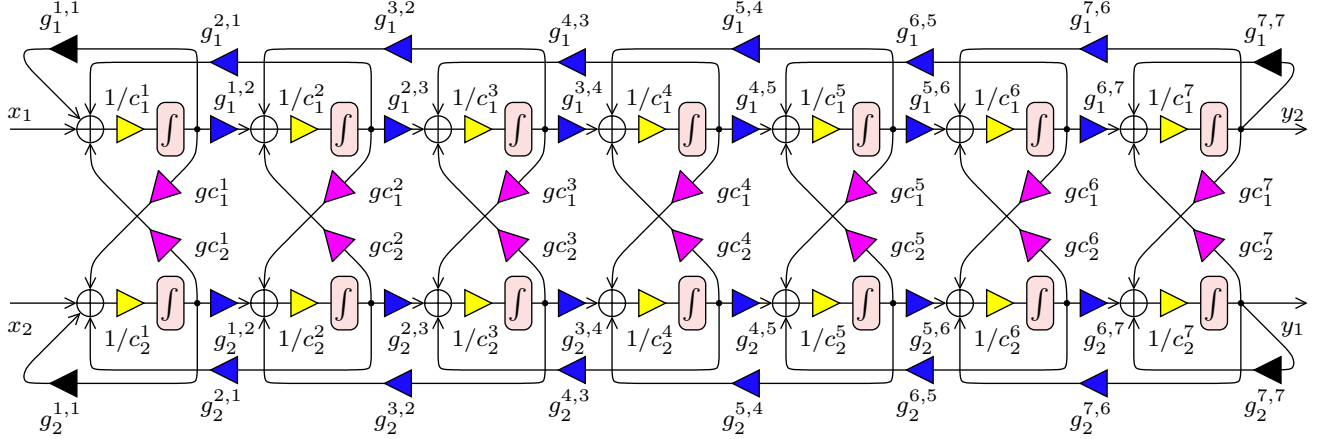 g_1^{1,1} g_1^{2,1} g_1^{3,2} g_1^{4,3} g_1^{5,4} g_1^{6,5} g_1^{7,6} g_1^{7,7}
x_1 1/c_1^1 ∫ g_1^{1,2} 1/c_1^2 ∫ g_1^{2,3} 1/c_1^3 ∫ g_1^{3,4} 1/c_1^4 ∫ g_1^{4,5} 1/c_1^5 ∫ g_1^{5,6} 1/c_1^6 ∫ g_1^{6,7} 1/c_1^7 ∫ y_2
gc_1^1 gc_1^2 gc_1^3 gc_1^4 gc_1^5 gc_1^6 gc_1^7
gc_2^1 gc_2^2 gc_2^3 gc_2^4 gc_2^5 gc_2^6 gc_2^7
x_2 1/c_2^1 ∫ g_2^{1,2} 1/c_2^2 ∫ g_2^{2,3} 1/c_2^3 ∫ g_2^{3,4} 1/c_2^4 ∫ g_2^{4,5} 1/c_2^5 ∫ g_2^{5,6} 1/c_2^6 ∫ g_2^{6,7} 1/c_2^7 ∫ y_1
g_2^{1,1} g_2^{2,1} g_2^{3,2} g_2^{4,3} g_2^{5,4} g_2^{6,5} g_2^{7,6} g_2^{7,7}